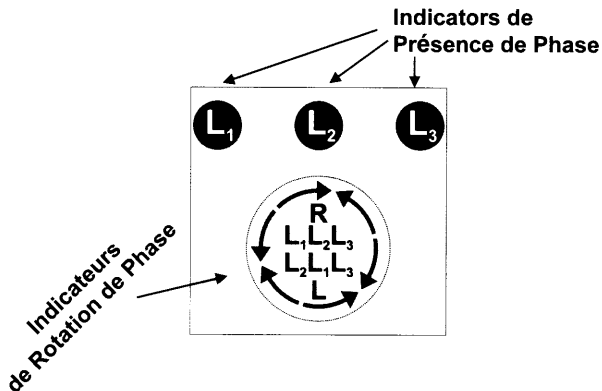 Indicators de
Présence de Phase
L₁ L₂ L₃
R
L₁L₂L₃
L₂L₁L₃
L
Indicateurs
de Rotation de Phase